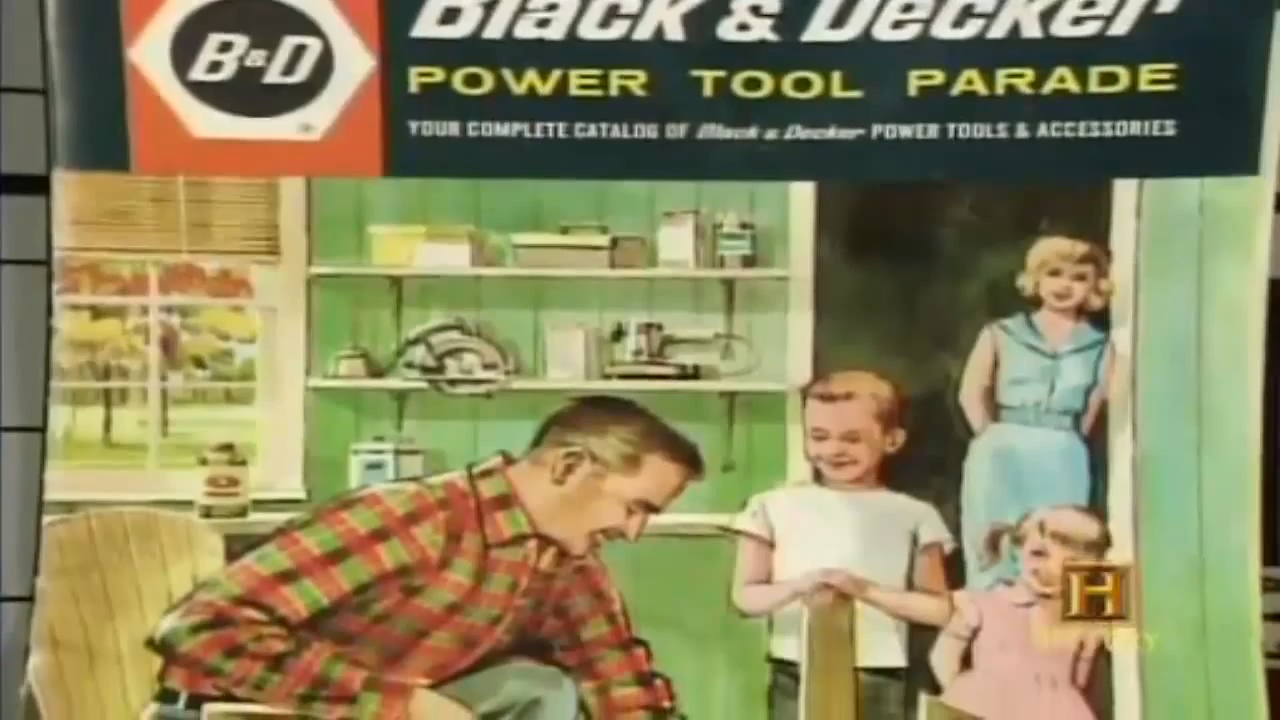 Black & Decker
B&D
POWER TOOL PARADE
YOUR COMPLETE CATALOG OF Black & Decker POWER TOOLS & ACCESSORIES
H